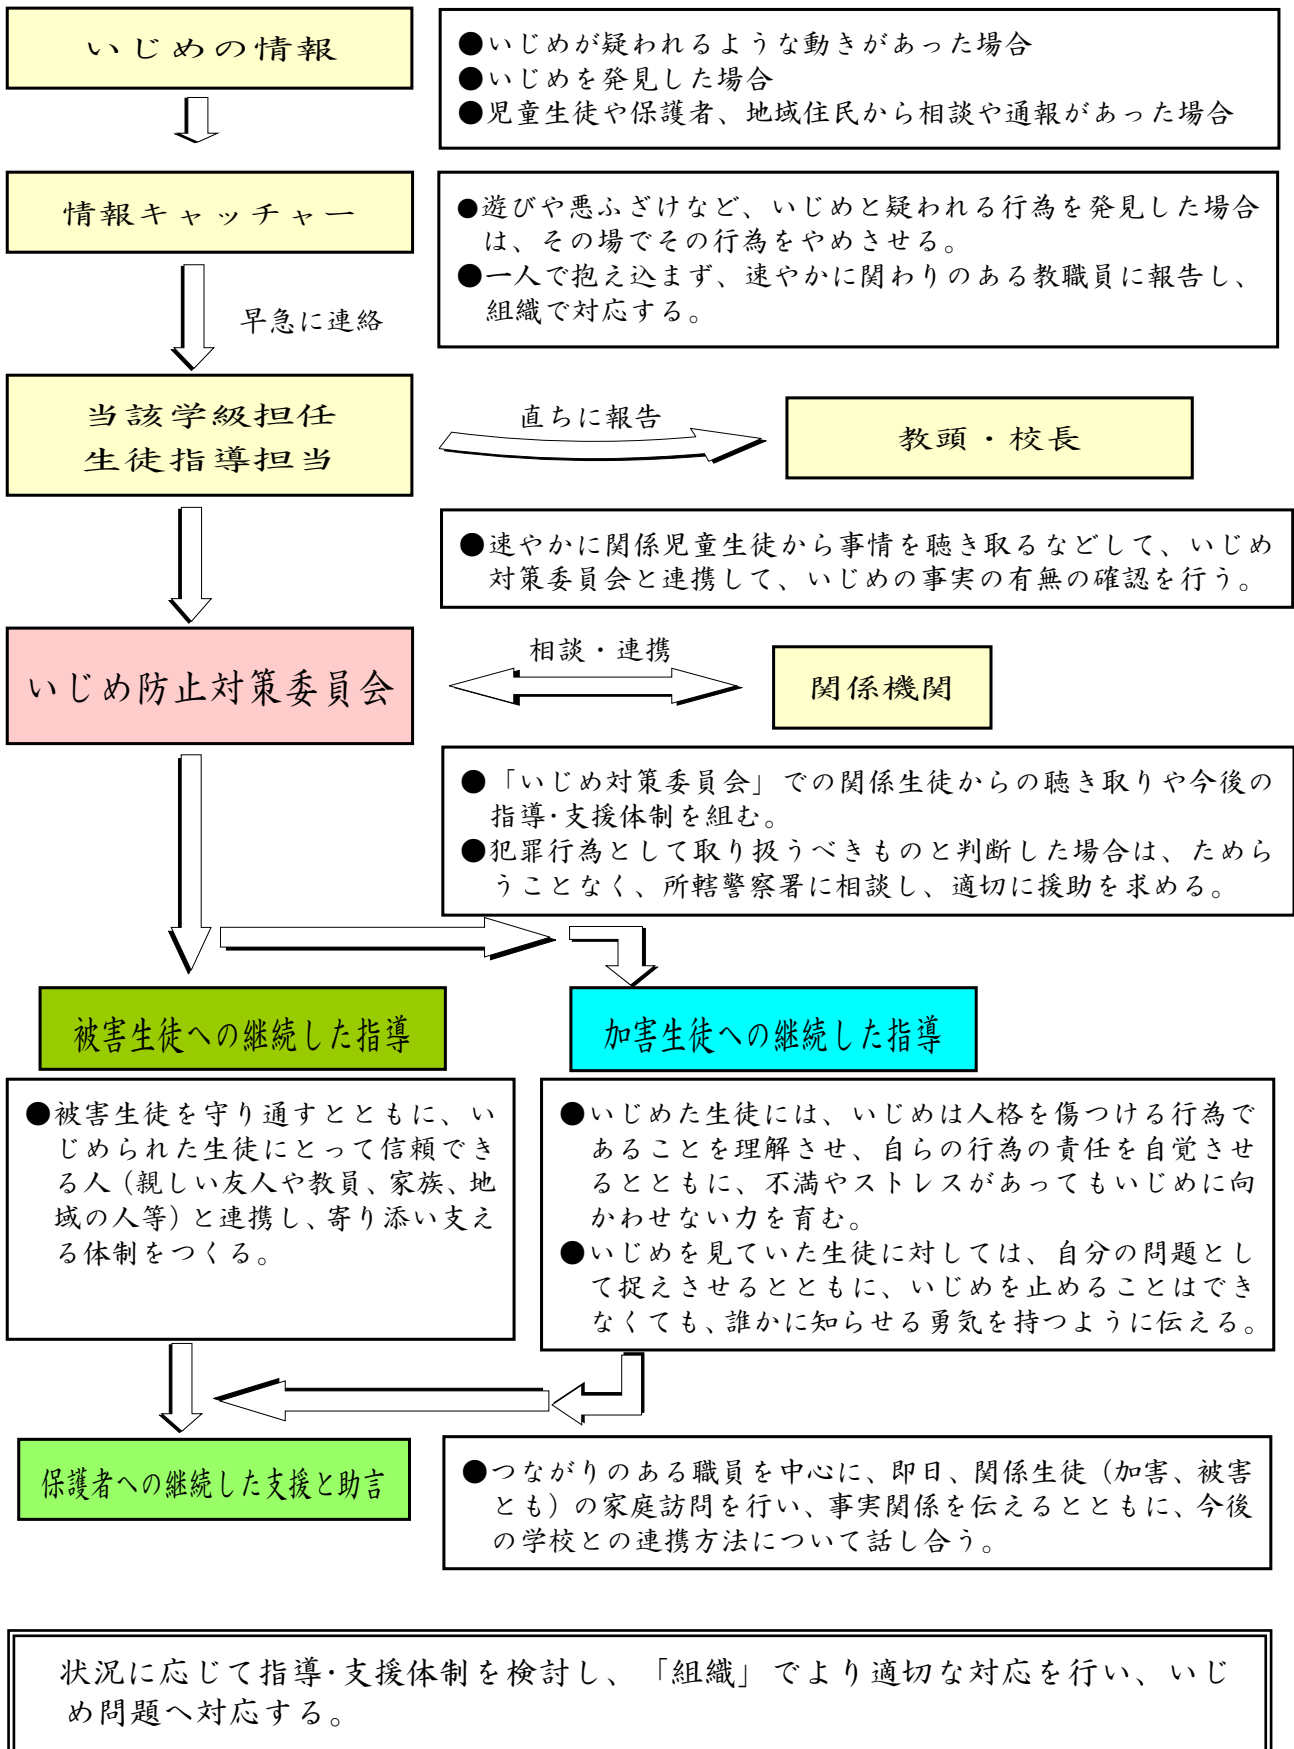 いじめの情報
●いじめが疑われるような動きがあった場合
●いじめを発見した場合
●児童生徒や保護者、地域住民から相談や通報があった場合
情報キャッチャー
●遊びや悪ふざけなど、いじめと疑われる行為を発見した場合
は、その場でその行為をやめさせる。
●一人で抱え込まず、速やかに関わりのある教職員に報告し、
組織で対応する。
早急に連絡
当該学級担任
生徒指導担当
直ちに報告
教頭・校長
●速やかに関係児童生徒から事情を聴き取るなどして、いじめ
対策委員会と連携して、いじめの事実の有無の確認を行う。
いじめ防止対策委員会
相談・連携
関係機関
●「いじめ対策委員会」での関係生徒からの聴き取りや今後の
指導・支援体制を組む。
●犯罪行為として取り扱うべきものと判断した場合は、ためら
うことなく、所轄警察署に相談し、適切に援助を求める。
被害生徒への継続した指導
加害生徒への継続した指導
●被害生徒を守り通すとともに、い
じめられた生徒にとって信頼でき
る人（親しい友人や教員、家族、地
域の人等）と連携し、寄り添い支え
る体制をつくる。
●いじめた生徒には、いじめは人格を傷つける行為で
あることを理解させ、自らの行為の責任を自覚させ
るとともに、不満やストレスがあってもいじめに向
かわせない力を育む。
●いじめを見ていた生徒に対しては、自分の問題とし
て捉えさせるとともに、いじめを止めることはでき
なくても、誰かに知らせる勇気を持つように伝える。
保護者への継続した支援と助言
●つながりのある職員を中心に、即日、関係生徒（加害、被害
とも）の家庭訪問を行い、事実関係を伝えるとともに、今後
の学校との連携方法について話し合う。
状況に応じて指導・支援体制を検討し、「組織」でより適切な対応を行い、いじ
め問題へ対応する。